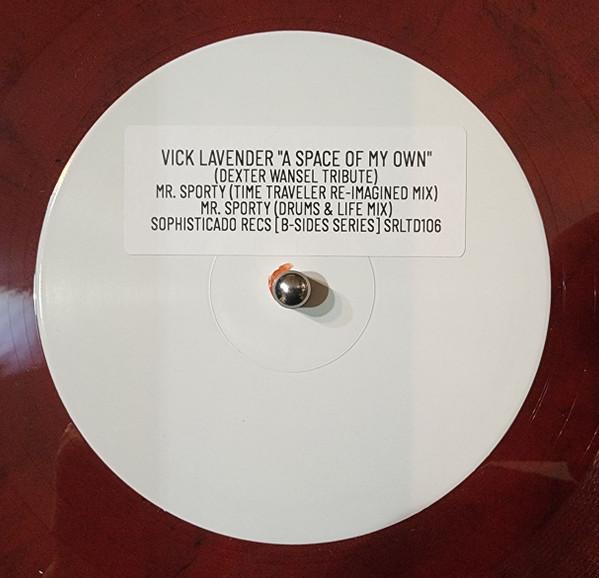 VICK LAVENDER "A SPACE OF MY OWN"
(DEXTER WANSEL TRIBUTE)
MR. SPORTY (TIME TRAVELER RE-IMAGINED MIX)
MR. SPORTY (DRUMS & LIFE MIX)
SOPHISTICADO RECS [B-SIDES SERIES] SRLTD106